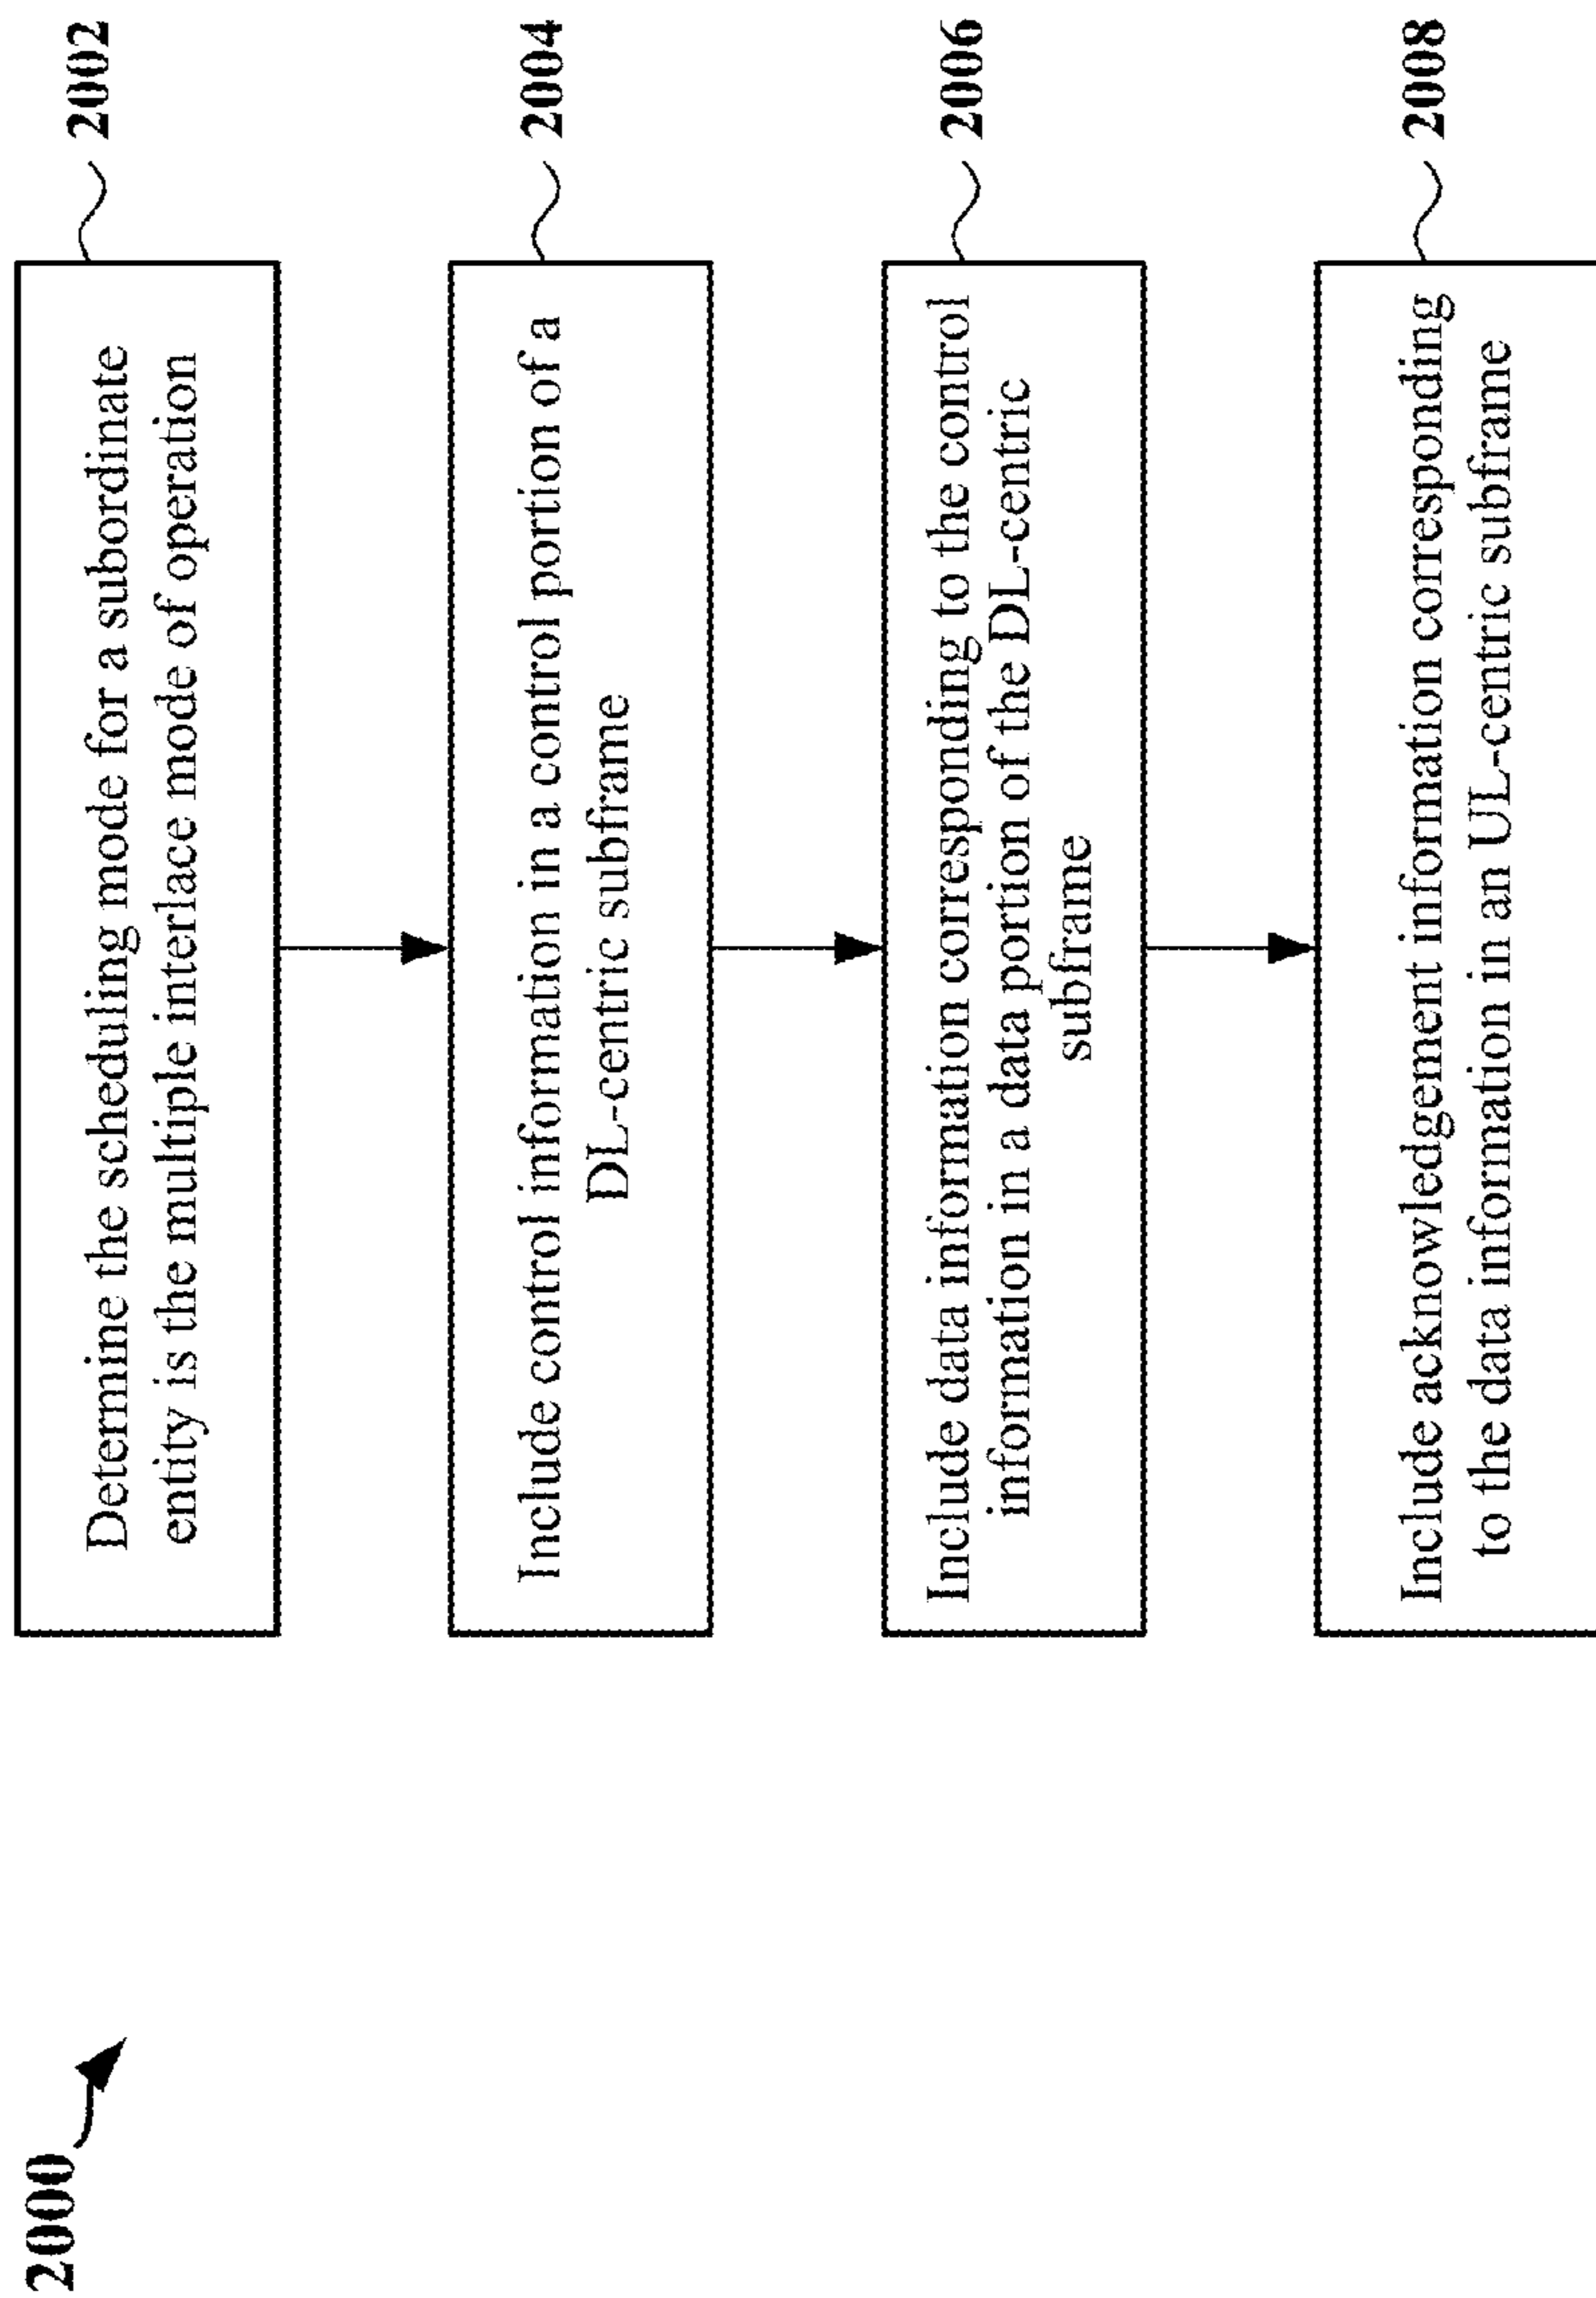 2000
Determine the scheduling mode for a subordinate
entity is the multiple interlace mode of operation
2002
Include control information in a control portion of a
DL-centric subframe
2004
Include data information corresponding to the control
information in a data portion of the DL-centric
subframe
2006
Include acknowledgement information corresponding
to the data information in an UL-centric subframe
2008